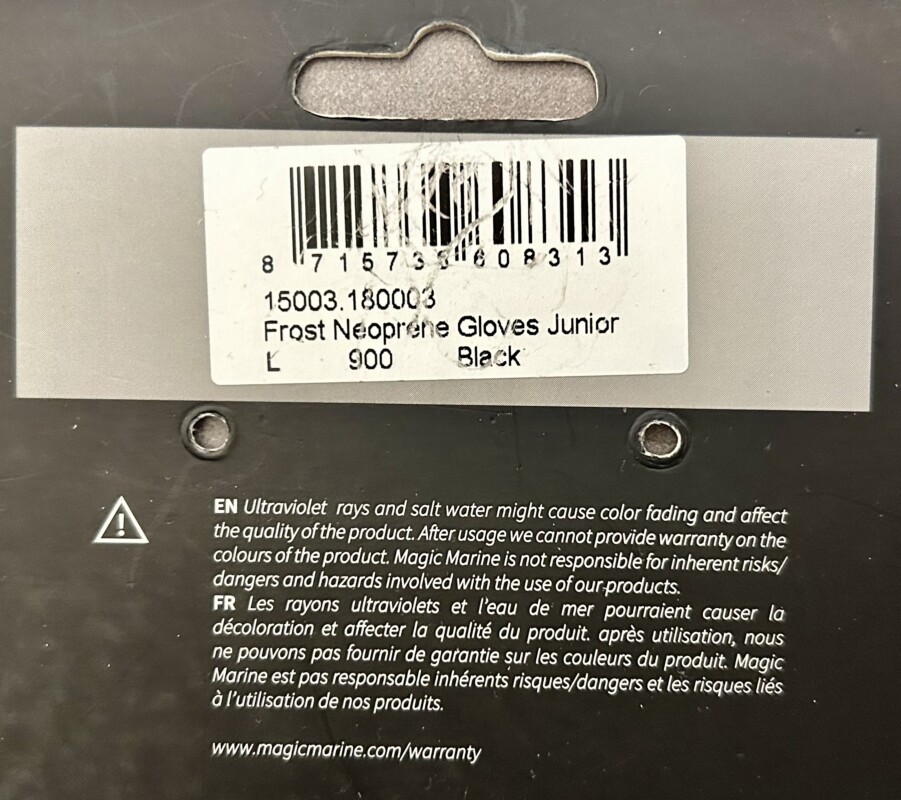 8 715738 608313
15003.180003
Frost Neoprene Gloves Junior
L 900 Black
EN Ultraviolet rays and salt water might cause color fading and affect
the quality of the product. After usage we cannot provide warranty on the
colours of the product. Magic Marine is not responsible for inherent risks/
dangers and hazards involved with the use of our products.
FR Les rayons ultraviolets et l'eau de mer pourraient causer la
décoloration et affecter la qualité du produit. après utilisation, nous
ne pouvons pas fournir de garantie sur les couleurs du produit. Magic
Marine est pas responsable inhérents risques/dangers et les risques liés
à l'utilisation de nos produits.
www.magicmarine.com/warranty